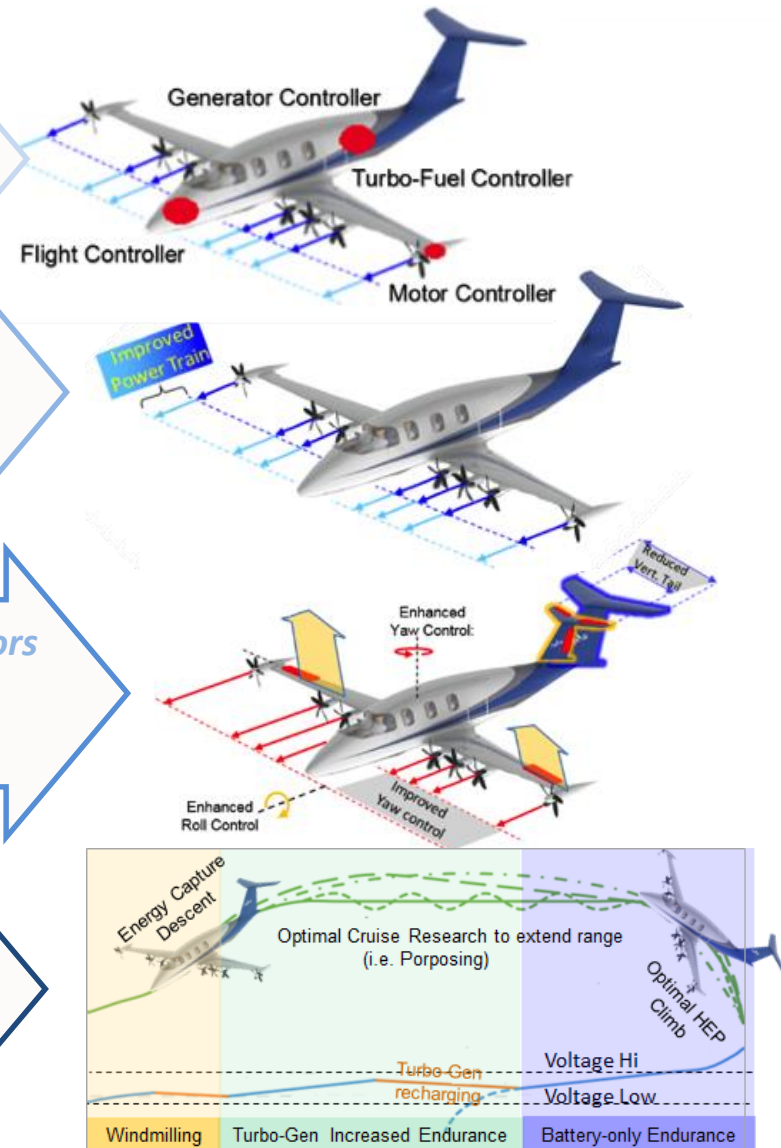 Generator Controller
Turbo-Fuel Controller
Flight Controller
Motor Controller
Improved
Power Train
ors
Reduced
Vert. Tail
Enhanced
Yaw Control:
Improved
Yaw control
Enhanced
Roll Control
Energy Capture
Descent
Optimal Cruise Research to extend range
(i.e. Porposing)
Optimal HEP
Climb
Voltage Hi
Turbo-Gen
recharging
Voltage Low
Windmilling
Turbo-Gen Increased Endurance
Battery-only Endurance